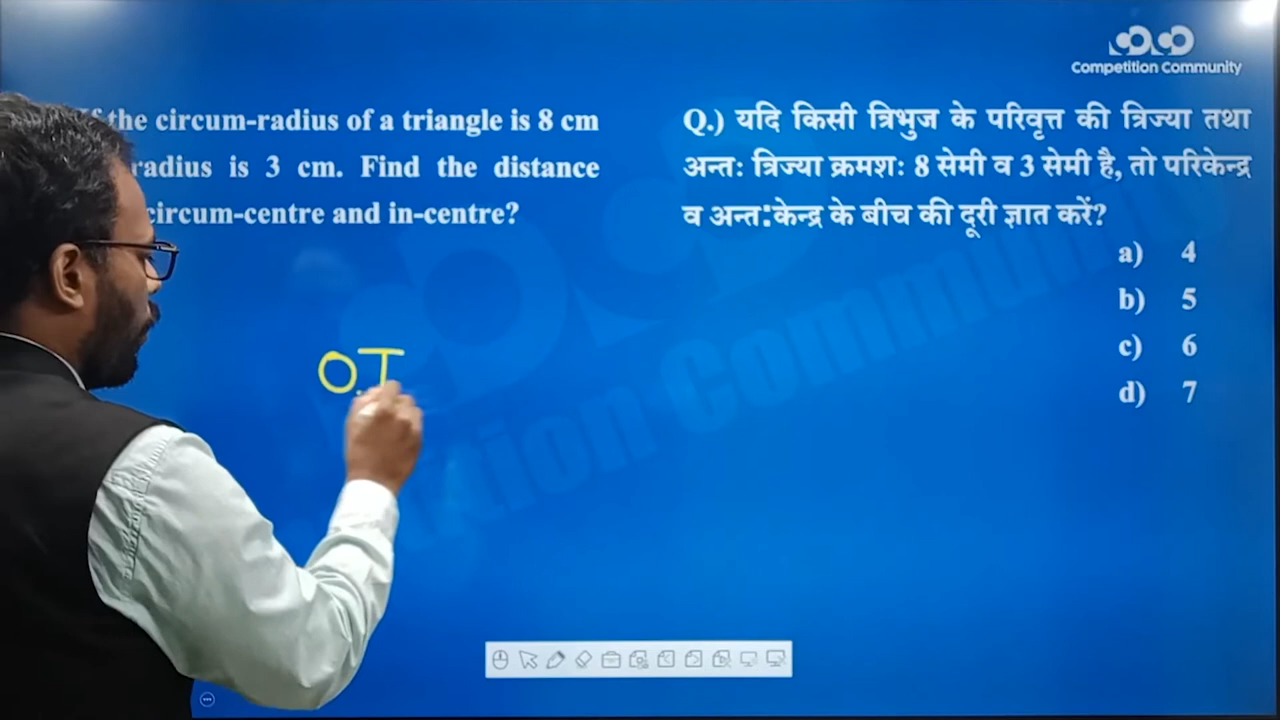 Competition Community
the circum-radius of a triangle is 8 cm
radius is 3 cm. Find the distance
circum-centre and in-centre?
Q.) यदि किसी त्रिभुज के परिवृत्त की त्रिज्या तथा
अन्तः त्रिज्या क्रमशः 8 सेमी व 3 सेमी है, तो परिकेन्द्र
व अन्तःकेन्द्र के बीच की दूरी ज्ञात करें?
a) 4
b) 5
c) 6
d) 7
OI